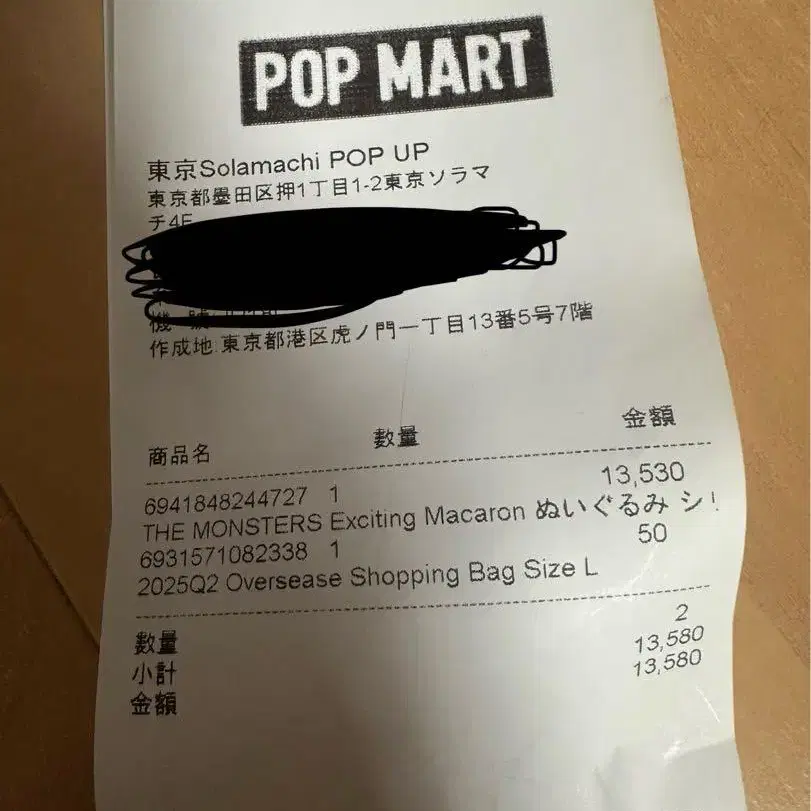 POP MART
東京Solamachi POP UP
東京都墨田区押1丁目1-2東京ソラマ
チ4F
作成地:東京都港区虎ノ門一丁目13番5号7階
商品名 数量 金額
6941848244727 1 13,530
THE MONSTERS Exciting Macaron ぬいぐるみ シ
6931571082338 1 50
2025Q2 Oversease Shopping Bag Size L
数量 2
小計 13,580
金額 13,580